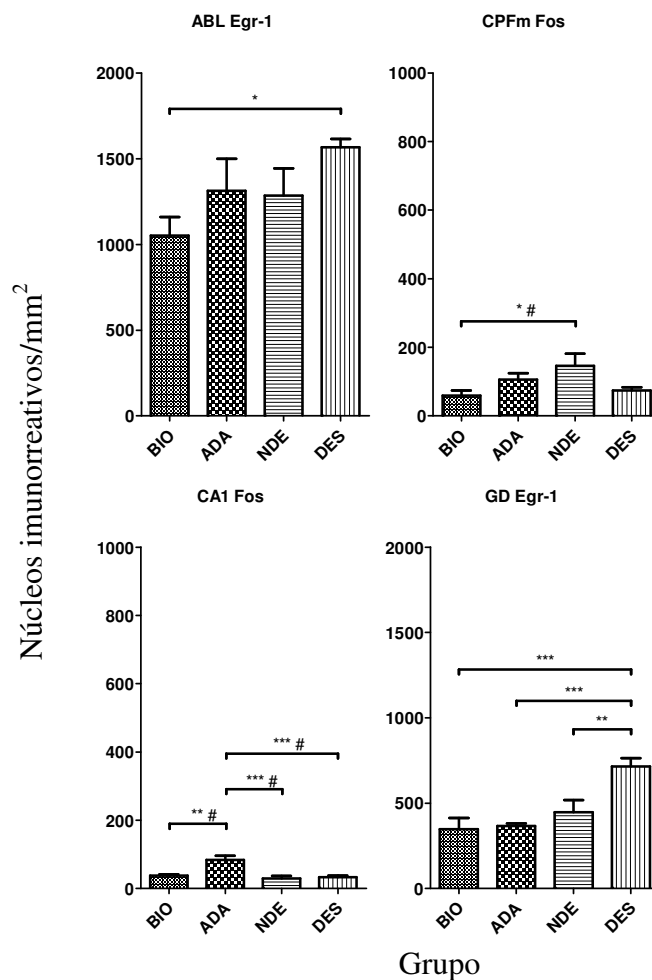 ABL Egr-1
2000
1500
1000
500
0
*
BIO
ADA
NDE
DES
CPFm Fos
1000
800
600
400
200
0
* #
BIO
ADA
NDE
DES
CA1 Fos
1000
800
600
400
200
0
*** #
*** #
** #
BIO
ADA
NDE
DES
GD Egr-1
2000
1500
1000
500
0
***
***
**
BIO
ADA
NDE
DES
Núcleos imunorreativos/mm²
Grupo